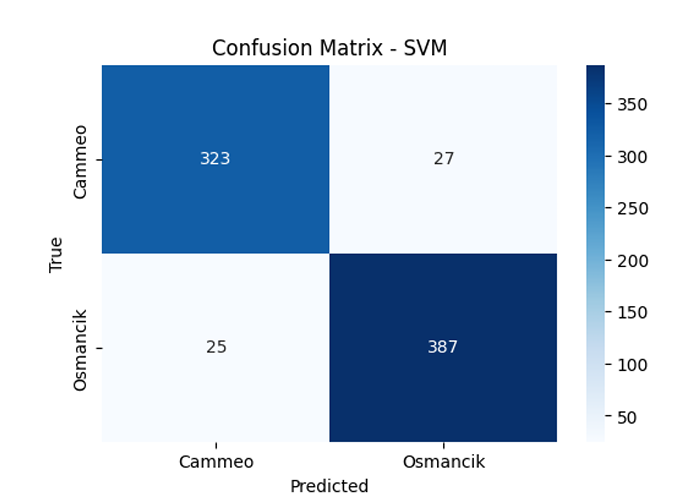 Confusion Matrix - SVM
Cammeo
323
27
Osmancik
25
387
True
Cammeo
Osmancik
Predicted
350
300
250
200
150
100
50